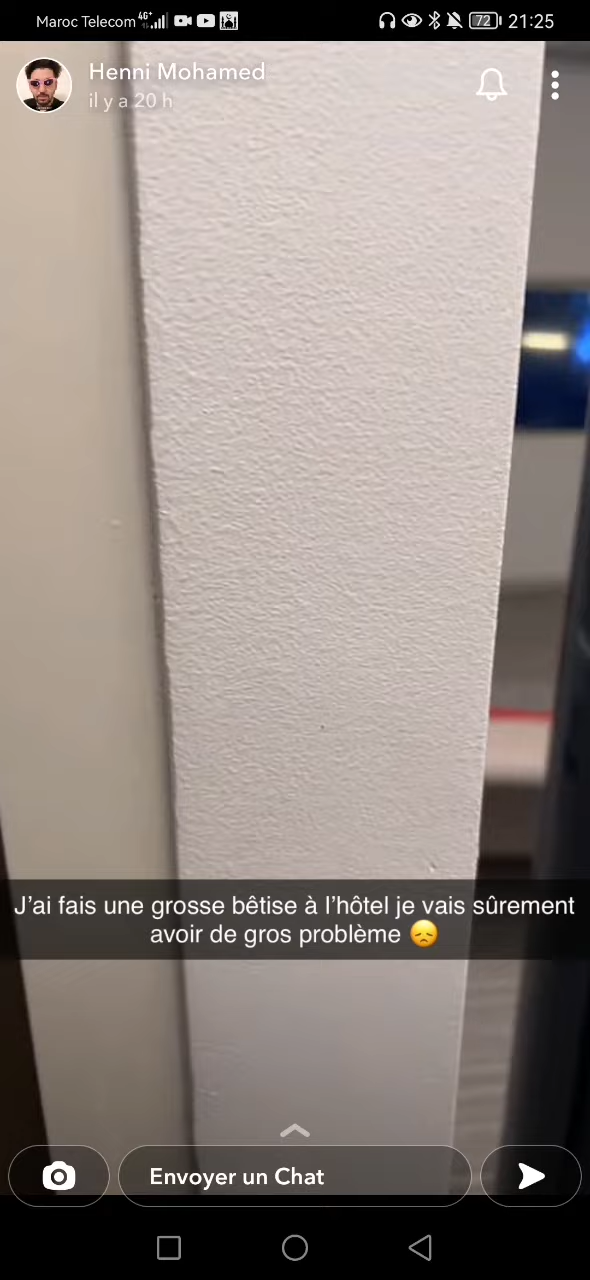 Maroc Telecom 4G+ 72 21:25
Henni Mohamed
il y a 20 h
J'ai fais une grosse bêtise à l'hôtel je vais sûrement
avoir de gros problème 😞
Envoyer un Chat